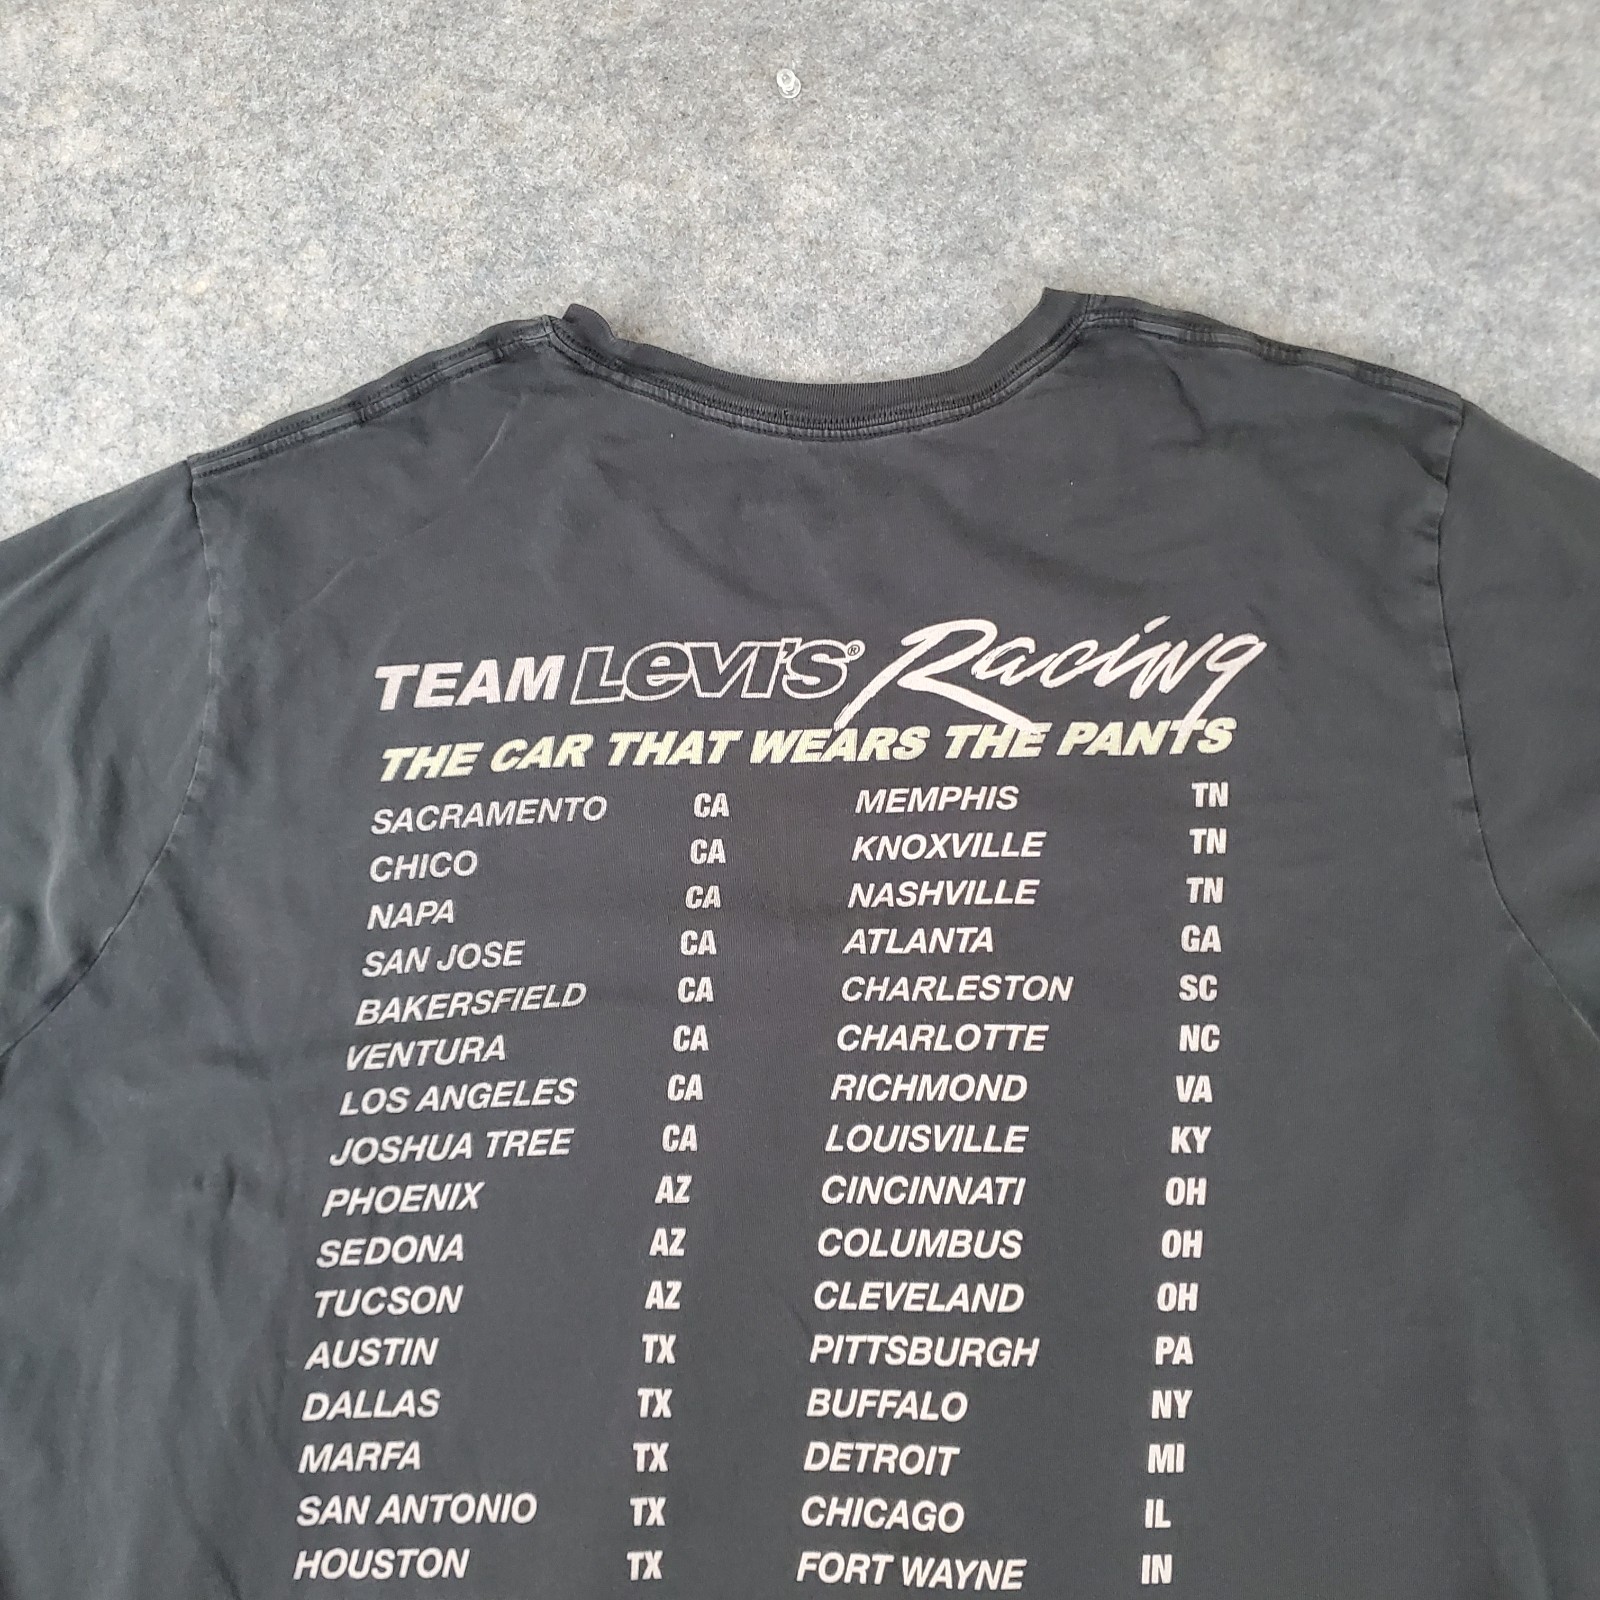 TEAM Levi's® Racing
THE CAR THAT WEARS THE PANTS
SACRAMENTO CA
CHICO CA
NAPA CA
SAN JOSE CA
BAKERSFIELD CA
VENTURA CA
LOS ANGELES CA
JOSHUA TREE CA
PHOENIX AZ
SEDONA AZ
TUCSON AZ
AUSTIN TX
DALLAS TX
MARFA TX
SAN ANTONIO TX
HOUSTON TX
MEMPHIS TN
KNOXVILLE TN
NASHVILLE TN
ATLANTA GA
CHARLESTON SC
CHARLOTTE NC
RICHMOND VA
LOUISVILLE KY
CINCINNATI OH
COLUMBUS OH
CLEVELAND OH
PITTSBURGH PA
BUFFALO NY
DETROIT MI
CHICAGO IL
FORT WAYNE IN